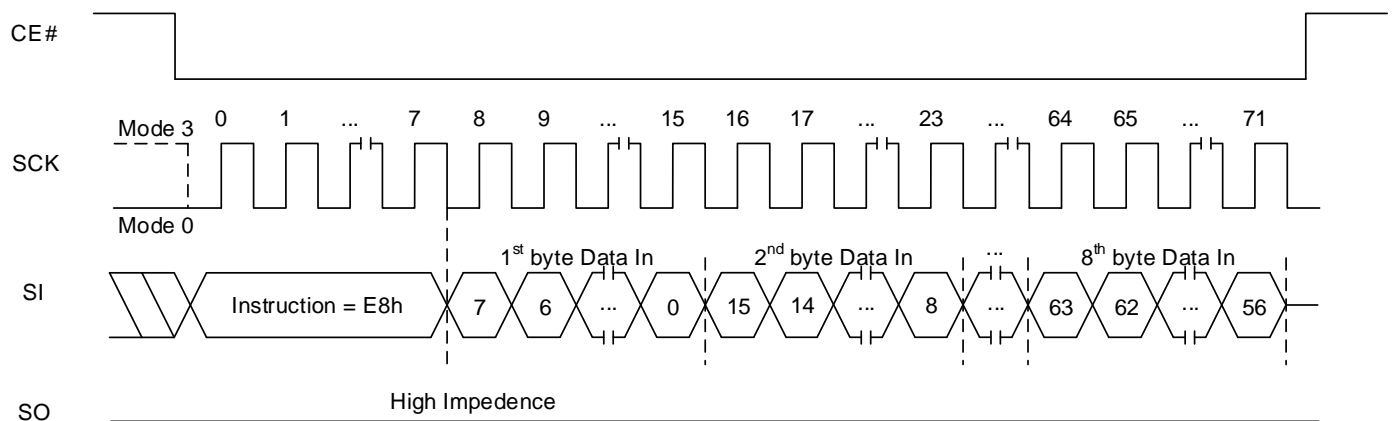 CE#
0 1 ... 7 8 9 ... 15 16 17 ... 23 ... 64 65 ... 71
Mode 3
SCK
Mode 0
1st byte Data In 2nd byte Data In ... 8th byte Data In
SI Instruction = E8h 7 6 ... 0 15 14 ... 8 ... 63 62 ... 56
High Impedence
SO